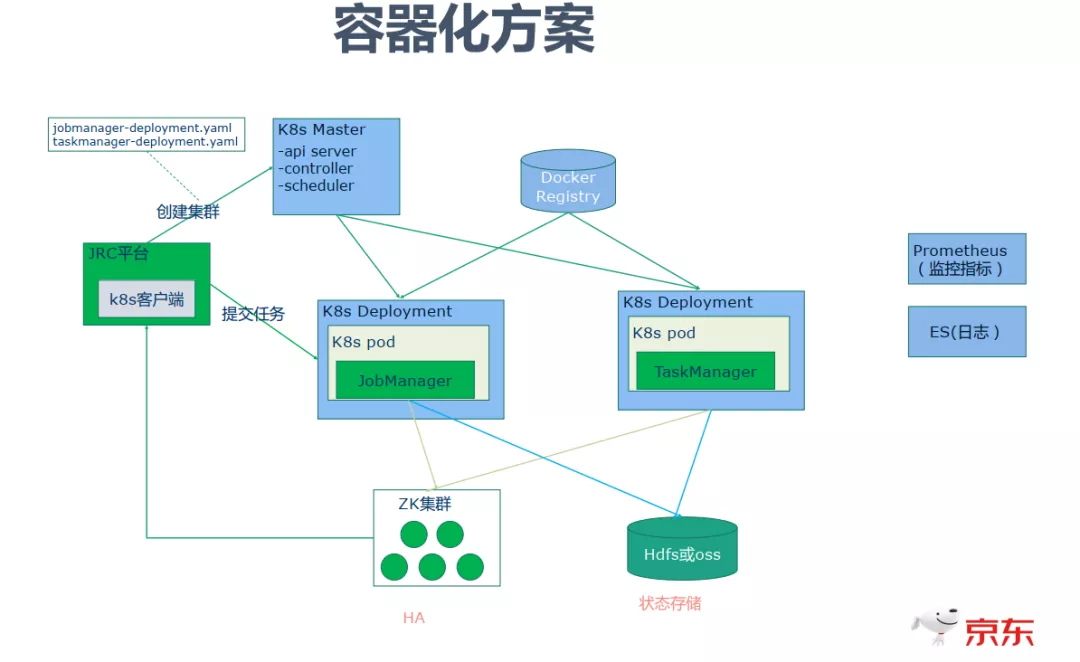 容器化方案
jobmanager-deployment.yaml
taskmanager-deployment.yaml
K8s Master
-api server
-controller
-scheduler
Docker
Registry
创建集群
JRC平台
k8s客户端
提交任务
Prometheus
（监控指标）
ES(日志）
K8s Deployment
K8s pod
JobManager
K8s Deployment
K8s pod
TaskManager
ZK集群
HA
Hdfs或oss
状态存储
京东